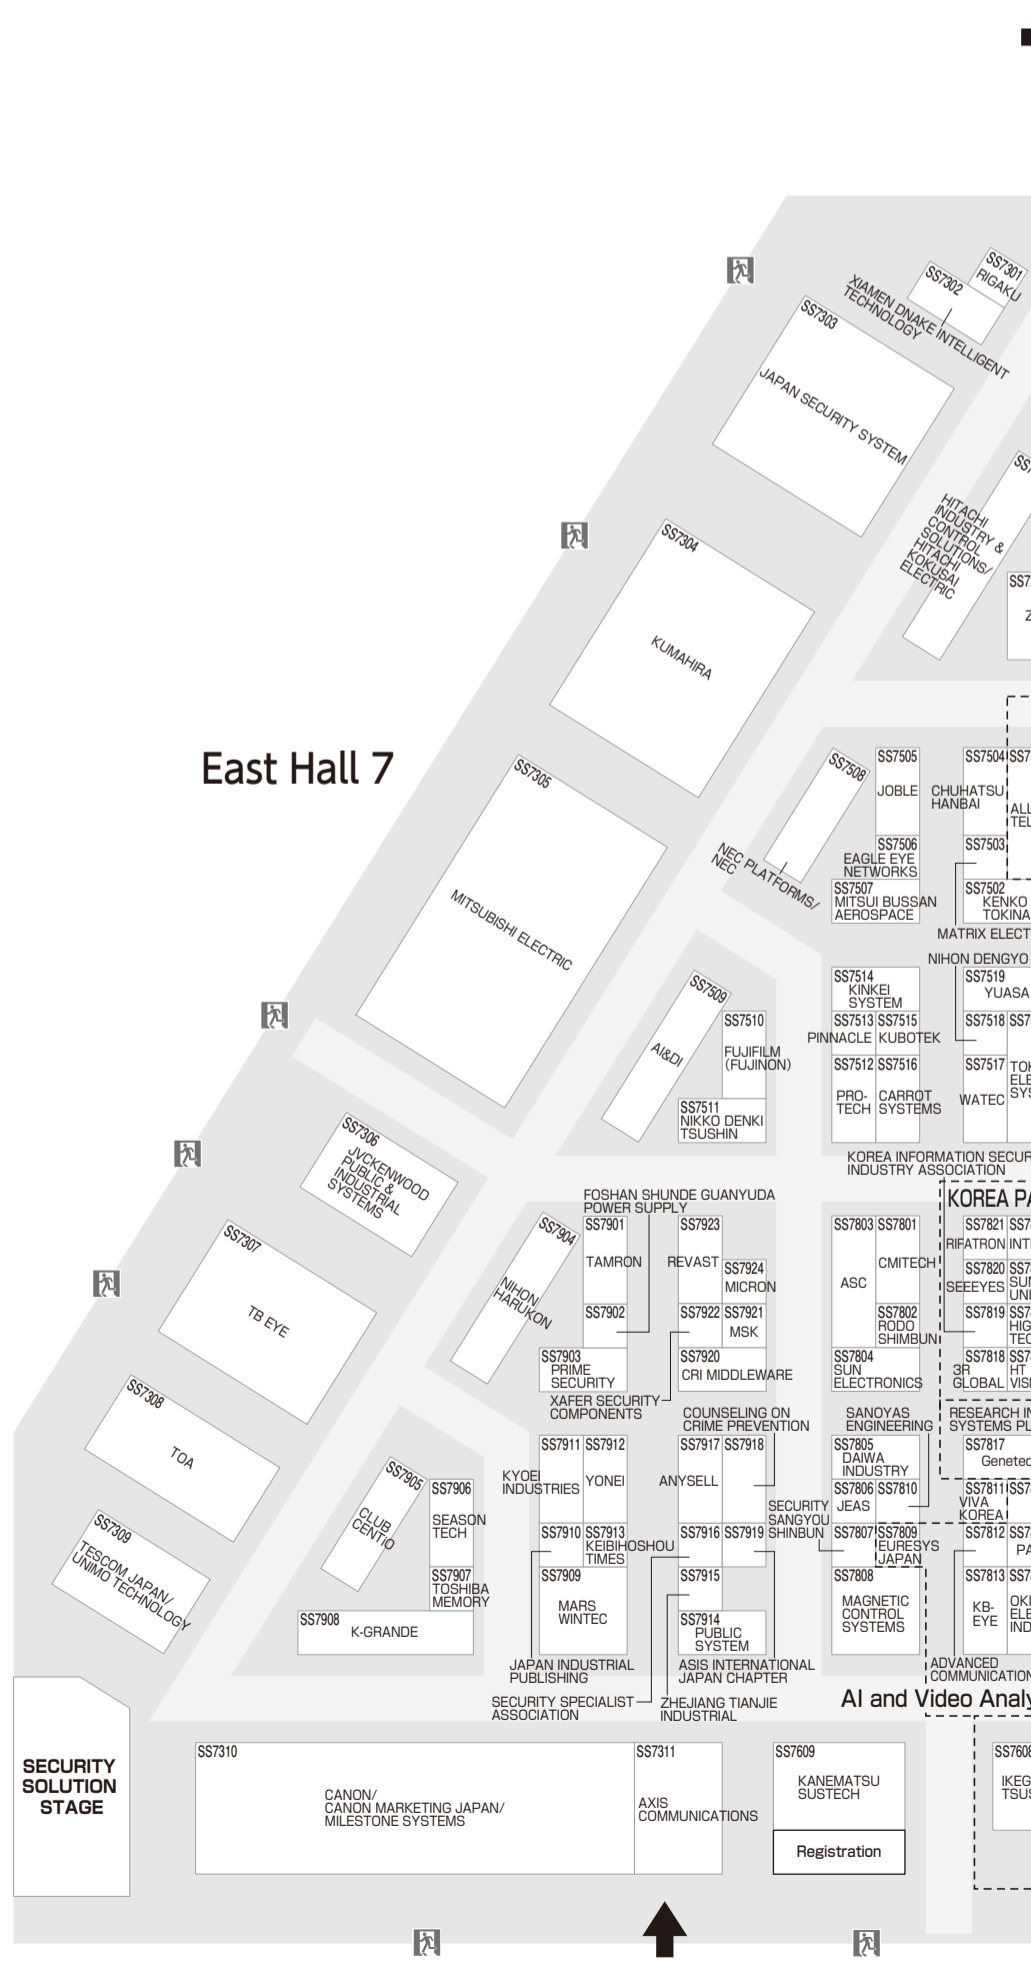 SS7301
RIGAKU
SS7302
XIAMEN DNAKE INTELLIGENT
TECHNOLOGY
SS7303
JAPAN SECURITY SYSTEM
HITACHI
INDUSTRY &
CONTROL
SOLUTIONS/
HITACHI
KOKUSAI
ELECTRIC
SS7304
KUMAHIRA
East Hall 7
SS7305
MITSUBISHI ELECTRIC
SS7508
NEC PLATFORMS/
NEC
SS7505
JOBLE
SS7506
EAGLE EYE
NETWORKS
SS7507
MITSUI BUSSAN
AEROSPACE
SS7504
CHUHATSU
HANBAI
SS7503
SS7502
KENKO
TOKINA
MATRIX ELECT
NIHON DENGYO
SS7509
AI&DI
SS7510
FUJIFILM
(FUJINON)
SS7511
NIKKO DENKI
TSUSHIN
SS7514
KINKEI
SYSTEM
SS7513
PINNACLE
SS7515
KUBOTEK
SS7512
PRO-
TECH
SS7516
CARROT
SYSTEMS
SS7519
YUASA
SS7518
SS7517
WATEC
KOREA INFORMATION SECUR
INDUSTRY ASSOCIATION
KOREA PA
SS7306
JVCKENWOOD
PUBLIC &
INDUSTRIAL
SYSTEMS
SS7307
TB EYE
SS7308
TOA
SS7309
TESCOM JAPAN/
UNIMO TECHNOLOGY
FOSHAN SHUNDE GUANYUDA
POWER SUPPLY
SS7904
NIHON
HARUKON
SS7901
TAMRON
SS7902
SS7903
PRIME
SECURITY
SS7923
REVAST
SS7924
MICRON
SS7922
SS7921
MSK
SS7920
CRI MIDDLEWARE
XAFER SECURITY
COMPONENTS
SS7803
ASC
SS7801
CMITECH
SS7802
RODO
SHIMBUN
SS7804
SUN
ELECTRONICS
SS7821
RIFATRON
SS7820
SEEEYES
SS7819
SS7818
3R
GLOBAL
COUNSELING ON
CRIME PREVENTION
SANOYAS
ENGINEERING
RESEARCH IN
SYSTEMS PL
SS7905
CLUB
CENTiO
SS7906
SEASON
TECH
SS7907
TOSHIBA
MEMORY
SS7908
K-GRANDE
SS7911
KYOEI
INDUSTRIES
SS7912
YONEI
SS7910
SS7913
KEIBIHOSHOU
TIMES
SS7909
MARS
WINTEC
SS7917
ANYSELL
SS7918
SS7916
SS7919
SS7915
SS7914
PUBLIC
SYSTEM
SECURITY
SANGYOU
SHINBUN
SS7805
DAIWA
INDUSTRY
SS7806
JEAS
SS7810
SS7807
SS7809
EURESYS
JAPAN
SS7808
MAGNETIC
CONTROL
SYSTEMS
SS7817
Genetec
SS7811
VIVA
KOREA
SS7812
SS7813
KB-
EYE
JAPAN INDUSTRIAL
PUBLISHING
ASIS INTERNATIONAL
JAPAN CHAPTER
SECURITY SPECIALIST
ASSOCIATION
ZHEJIANG TIANJIE
INDUSTRIAL
ADVANCED
COMMUNICATION
AI and Video Analy
SECURITY
SOLUTION
STAGE
SS7310
CANON/
CANON MARKETING JAPAN/
MILESTONE SYSTEMS
SS7311
AXIS
COMMUNICATIONS
SS7609
KANEMATSU
SUSTECH
Registration
SS7608
IKEG
TSUS